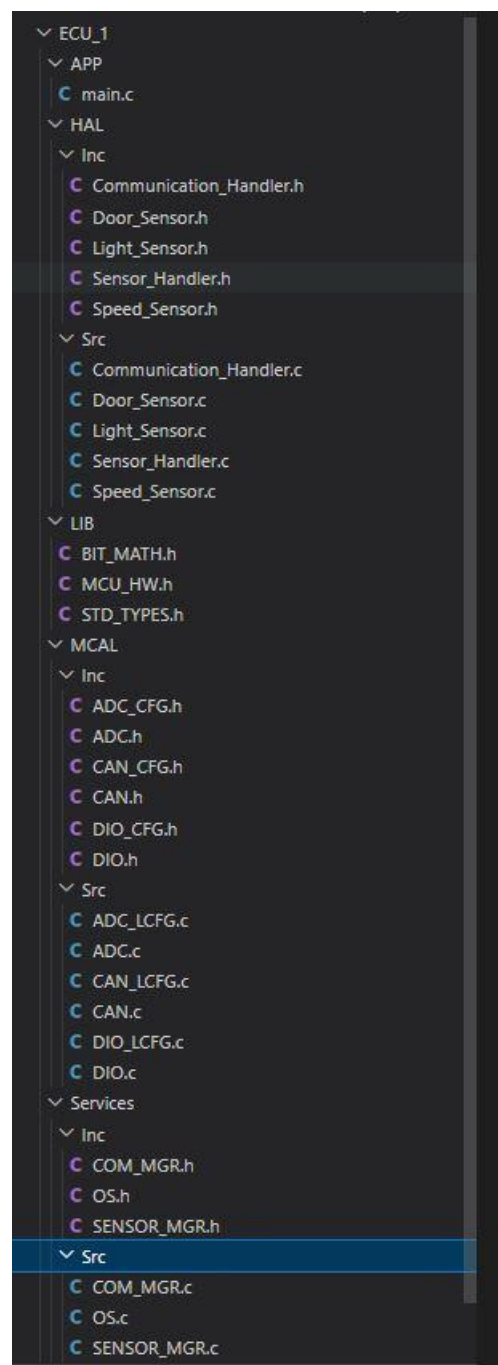 ECU_1
APP
C main.c
HAL
Inc
C Communication_Handler.h
C Door_Sensor.h
C Light_Sensor.h
C Sensor_Handler.h
C Speed_Sensor.h
Src
C Communication_Handler.c
C Door_Sensor.c
C Light_Sensor.c
C Sensor_Handler.c
C Speed_Sensor.c
LIB
C BIT_MATH.h
C MCU_HW.h
C STD_TYPES.h
MCAL
Inc
C ADC_CFG.h
C ADC.h
C CAN_CFG.h
C CAN.h
C DIO_CFG.h
C DIO.h
Src
C ADC_LCFG.c
C ADC.c
C CAN_LCFG.c
C CAN.c
C DIO_LCFG.c
C DIO.c
Services
Inc
C COM_MGR.h
C OS.h
C SENSOR_MGR.h
Src
C COM_MGR.c
C OS.c
C SENSOR_MGR.c